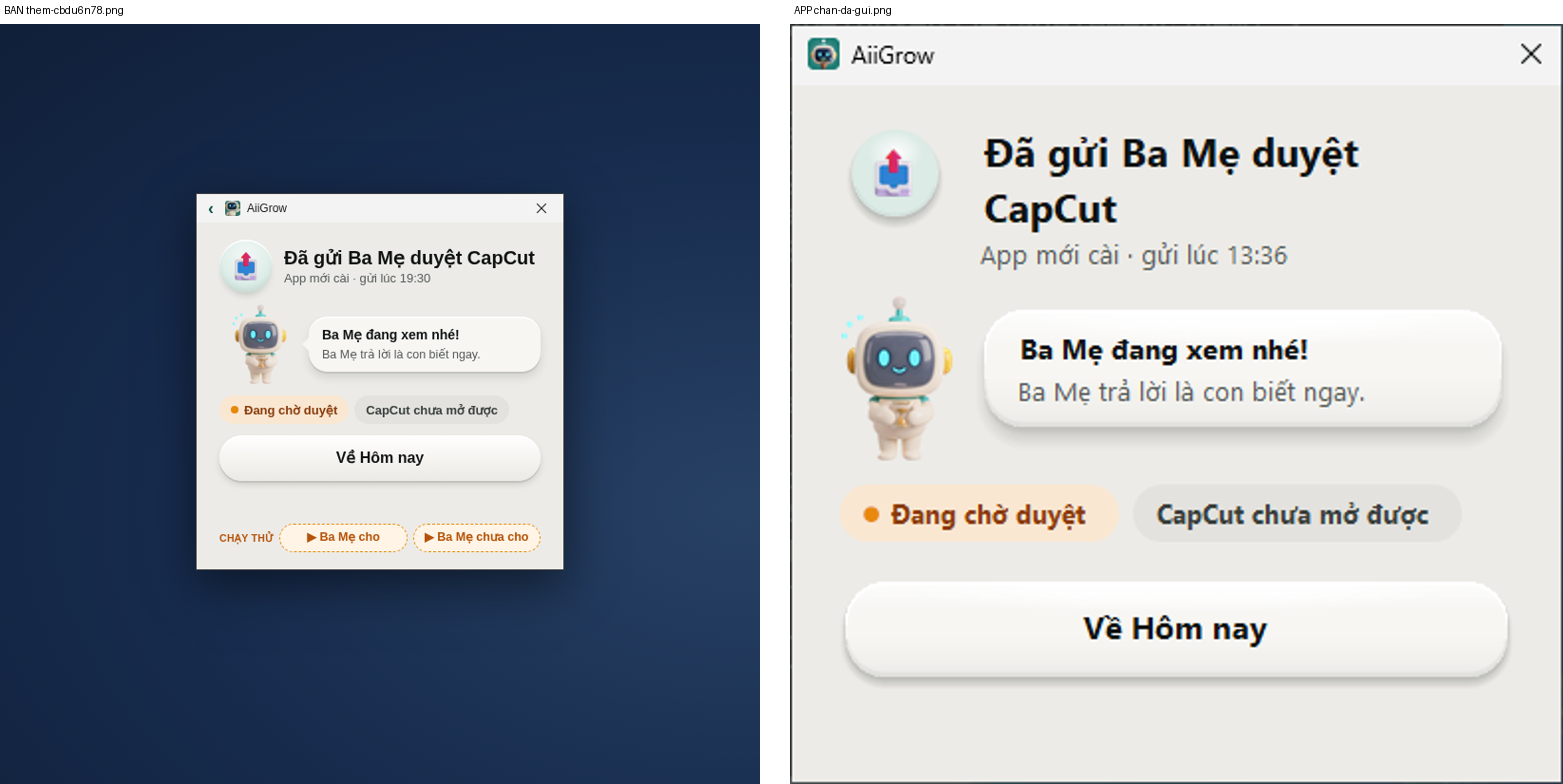 BAN them-cbdu6n78.png
‹ AiiGrow
Đã gửi Ba Mẹ duyệt CapCut
App mới cài · gửi lúc 19:30
Ba Mẹ đang xem nhé!
Ba Mẹ trả lời là con biết ngay.
Đang chờ duyệt
CapCut chưa mở được
Về Hôm nay
CHẠY THỬ
▶ Ba Mẹ cho
▶ Ba Mẹ chưa cho
APP chan-da-gui.png
AiiGrow
Đã gửi Ba Mẹ duyệt
CapCut
App mới cài · gửi lúc 13:36
Ba Mẹ đang xem nhé!
Ba Mẹ trả lời là con biết ngay.
Đang chờ duyệt
CapCut chưa mở được
Về Hôm nay